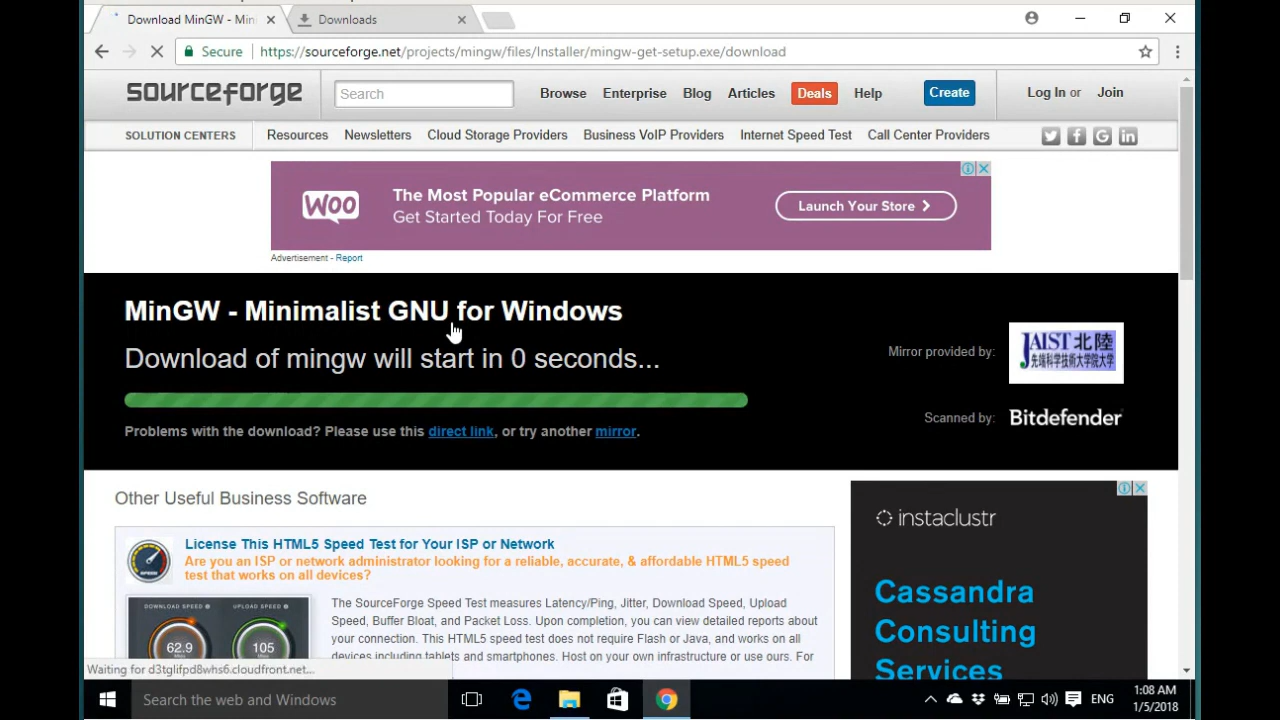 Download MinGW - Min
Downloads
Secure
https://sourceforge.net/projects/mingw/files/Installer/mingw-get-setup.exe/download
sourceforge
Search
Browse
Enterprise
Blog
Articles
Deals
Help
Create
Log In or Join
SOLUTION CENTERS
Resources
Newsletters
Cloud Storage Providers
Business VoIP Providers
Internet Speed Test
Call Center Providers
WOO
The Most Popular eCommerce Platform
Get Started Today For Free
Launch Your Store
Advertisement - Report
MinGW - Minimalist GNU for Windows
Download of mingw will start in 0 seconds...
Problems with the download? Please use this direct link, or try another mirror.
Mirror provided by:
JAIST北陸
先端科学技術大学院大学
Scanned by:
Bitdefender
Other Useful Business Software
License This HTML5 Speed Test for Your ISP or Network
Are you an ISP or network administrator looking for a reliable, accurate, & affordable HTML5 speed
test that works on all devices?
SPEED
DOWNLOAD SPEED
UPLOAD SPEED
62.9
105
The SourceForge Speed Test measures Latency/Ping, Jitter, Download Speed, Upload
Speed, Buffer Bloat, and Packet Loss. Upon completion, you can view detailed reports about
your connection. This HTML5 speed test does not require Flash or Java, and works on all
devices including tablets and smartphones. Host on your own infrastructure or use ours. For
instaclustr
Cassandra
Consulting
Services
Waiting for d3tglifpd8whs6.cloudfront.net...
Search the web and Windows
ENG
1:08 AM
1/5/2018